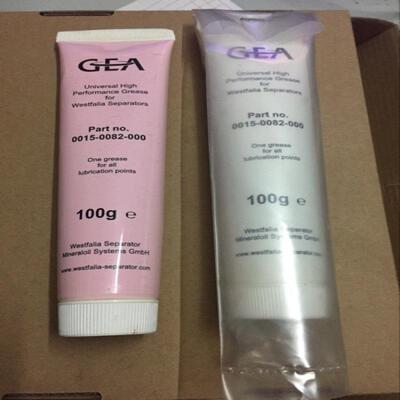 GEA
Universal High
Performance Grease
for
Westfalia Separators
Part no.
0015-0082-000
One grease
for all
lubrication points
100g e
Westfalia Separator
Mineraloil Systems GmbH
www.westfalia-separator.com
GEA
Universal High
Performance Grease
for
Westfalia Separators
Part no.
0015-0082-000
One grease
for all
lubrication points
100g e
Westfalia Separator
Mineraloil Systems GmbH
www.westfalia-separator.com